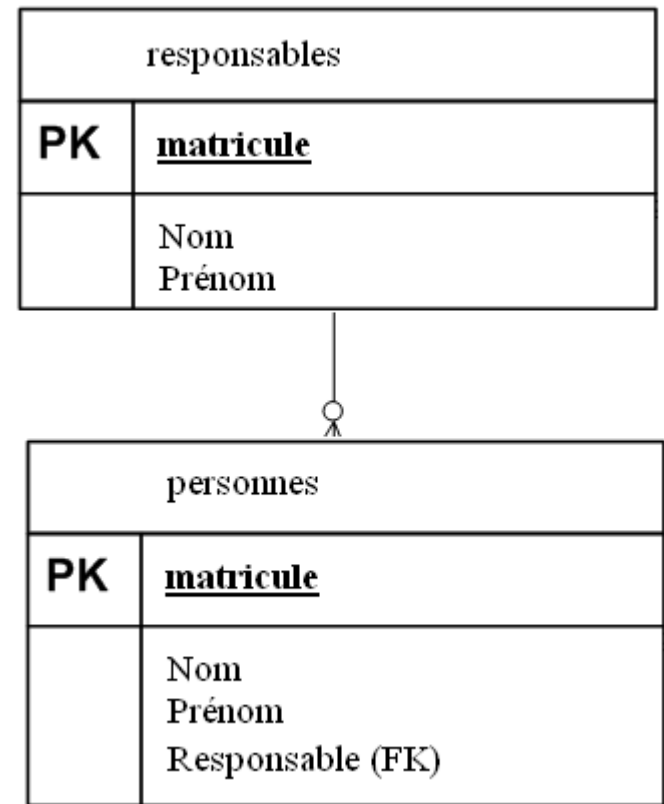 responsables
PK matricule
Nom
Prénom
personnes
PK matricule
Nom
Prénom
Responsable (FK)